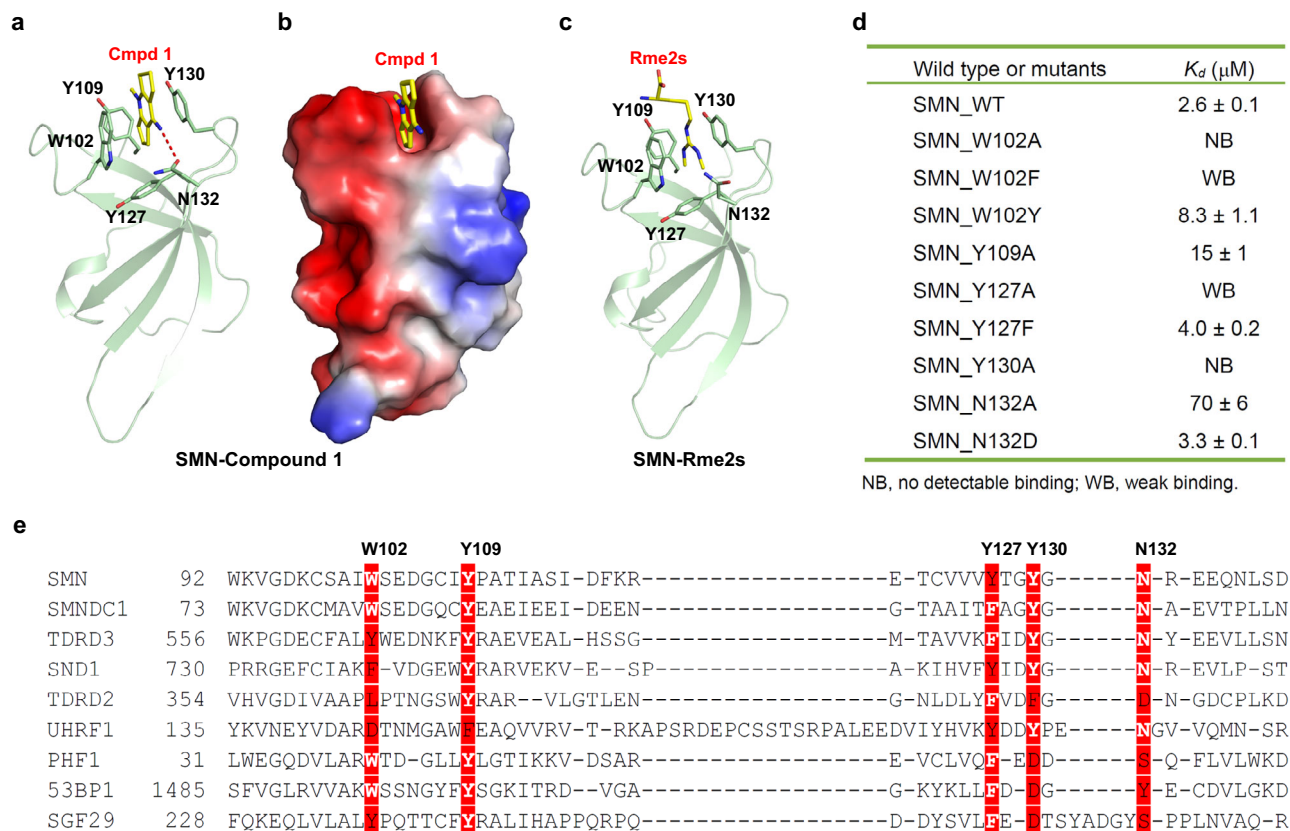 a
Cmpd 1
Y130
Y109
W102
N132
Y127
b
Cmpd 1
SMN-Compound 1
c
Rme2s
Y130
Y109
W102
N132
Y127
SMN-Rme2s
d
Wild type or mutants Kd (μM)
SMN_WT 2.6 ± 0.1
SMN_W102A NB
SMN_W102F WB
SMN_W102Y 8.3 ± 1.1
SMN_Y109A 15 ± 1
SMN_Y127A WB
SMN_Y127F 4.0 ± 0.2
SMN_Y130A NB
SMN_N132A 70 ± 6
SMN_N132D 3.3 ± 0.1
NB, no detectable binding; WB, weak binding.
e
W102 Y109 Y127 Y130 N132
SMN 92 WKVGDKCSAIWSEDGCIYPATIASI-DFKR-------------------E-TCVVVYTGYG------N-R-EEQNLSD
SMNDC1 73 WKVGDKCMAVWSEDGQCYEAEIEEI-DEEN-------------------G-TAAITFAGYG------N-A-EVTPLLN
TDRD3 556 WKPGDECFALYWEDNKFYRAEVEAL-HSSG-------------------M-TAVVKFIDYG------N-Y-EEVLLSN
SND1 730 PRRGEFCIAKF-VDGEWYRARVEKV-E--SP------------------A-KIHVFYIDYG------N-R-EVLP-ST
TDRD2 354 VHVGDIVAAPLPTNGSWYRAR--VLGTLEN-------------------G-NLDLYFVDFG------D-NGDCPLKD
UHRF1 135 YKVNEYVDARDTNMGAWFEAQVVRV-T-RKAPSRDEPCSSTSRPALEEDVIYHVKYDDYPE------NGV-VQMN-SR
PHF1 31 LWEGQDVLARWTD-GLLYLGTIKKV-DSAR-------------------E-VCLVQF-EDD------S-Q-FLVLWKD
53BP1 1485 SFVGLRVVAKWSSNGYFYSGKITRD--VGA-------------------G-KYKLLFD-DG------Y-E-CDVLGKD
SGF29 228 FQKEQLVLALYPQTTCFYRALIHAPPQRPQ-------------------D-DYSVLFE-DTSYADGYS-PPLNVAQ-R